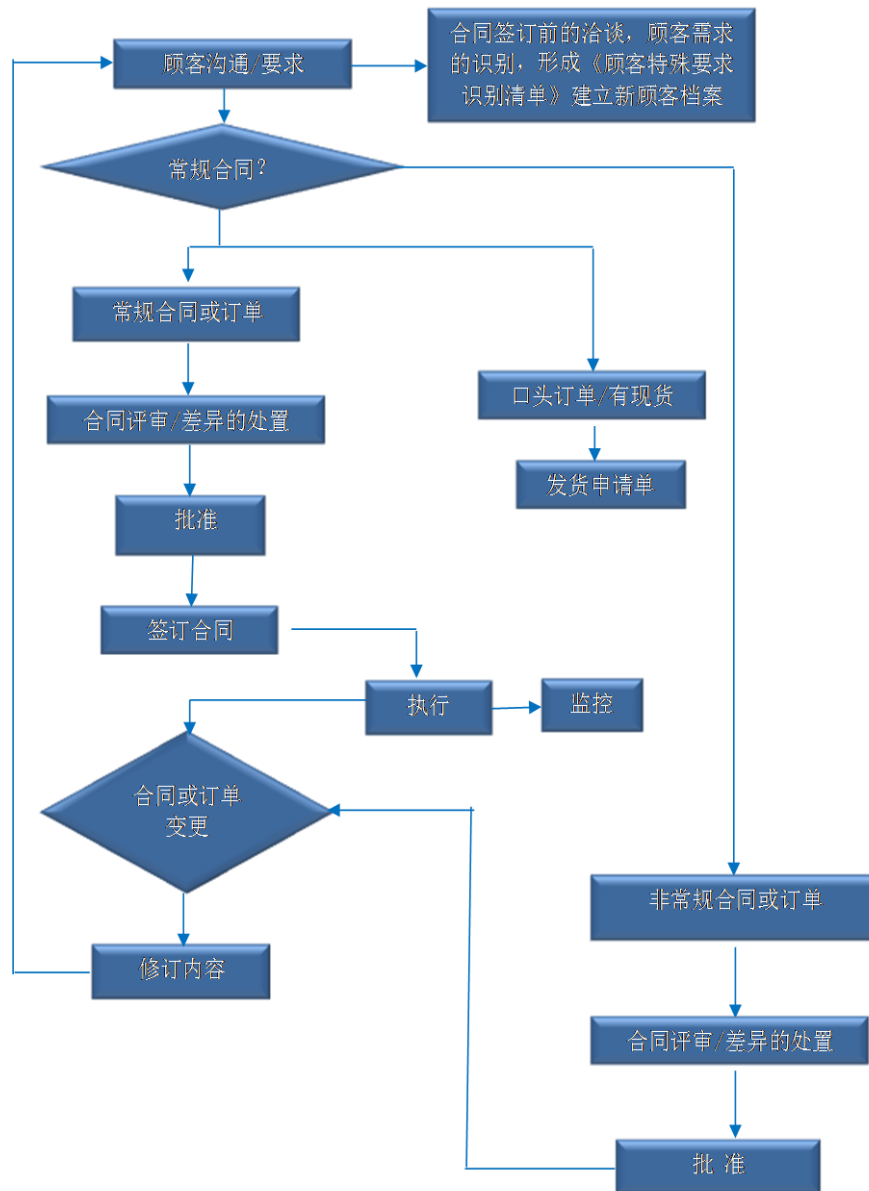 顾客沟通/要求
合同签订前的洽谈，顾客需求
的识别，形成《顾客特殊要求
识别清单》建立新顾客档案
常规合同?
常规合同或订单
口头订单/有现货
合同评审/差异的处置
发货申请单
批准
签订合同
执行
监控
合同或订单
变更
非常规合同或订单
修订内容
合同评审/差异的处置
批 准